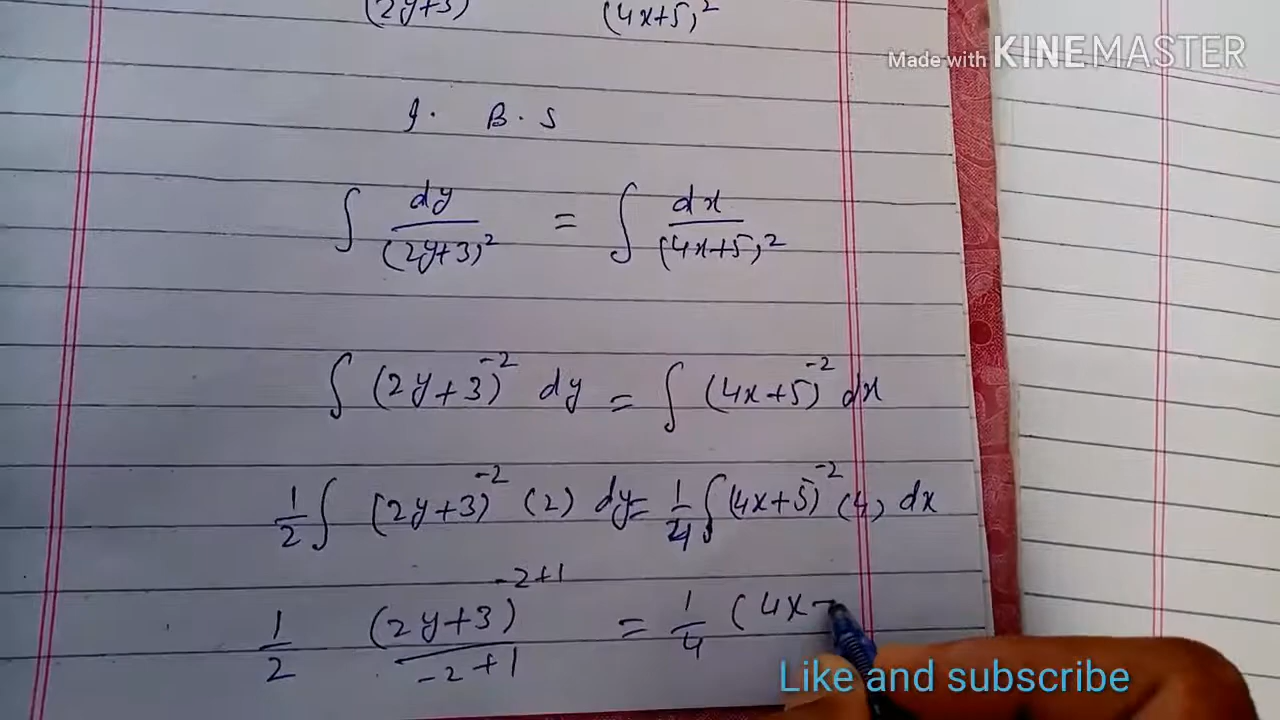 (2y+3) (4x+5)²
Made with KINEMASTER
I. B.S
∫ dy/(2y+3)² = ∫ dx/(4x+5)²
∫ (2y+3)⁻² dy = ∫ (4x+5)⁻² dx
1/2 ∫ (2y+3)⁻² (2) dy = 1/4 ∫ (4x+5)⁻² (4) dx
1/2 (2y+3)⁻²⁺¹/-2+1 = 1/4 (4x
Like and subscribe